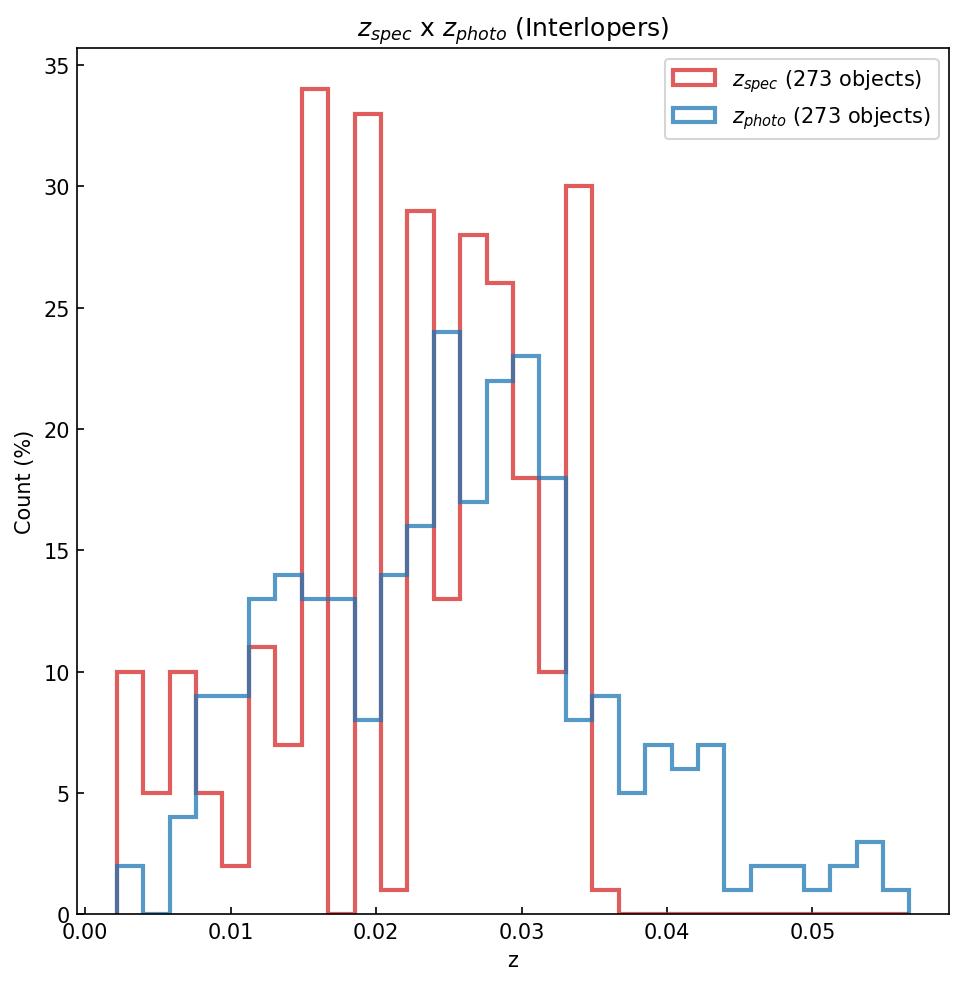 z_spec x z_photo (Interlopers)
z_spec (273 objects)
z_photo (273 objects)
Count (%)
35
30
25
20
15
10
5
0
0.00 0.01 0.02 0.03 0.04 0.05
z